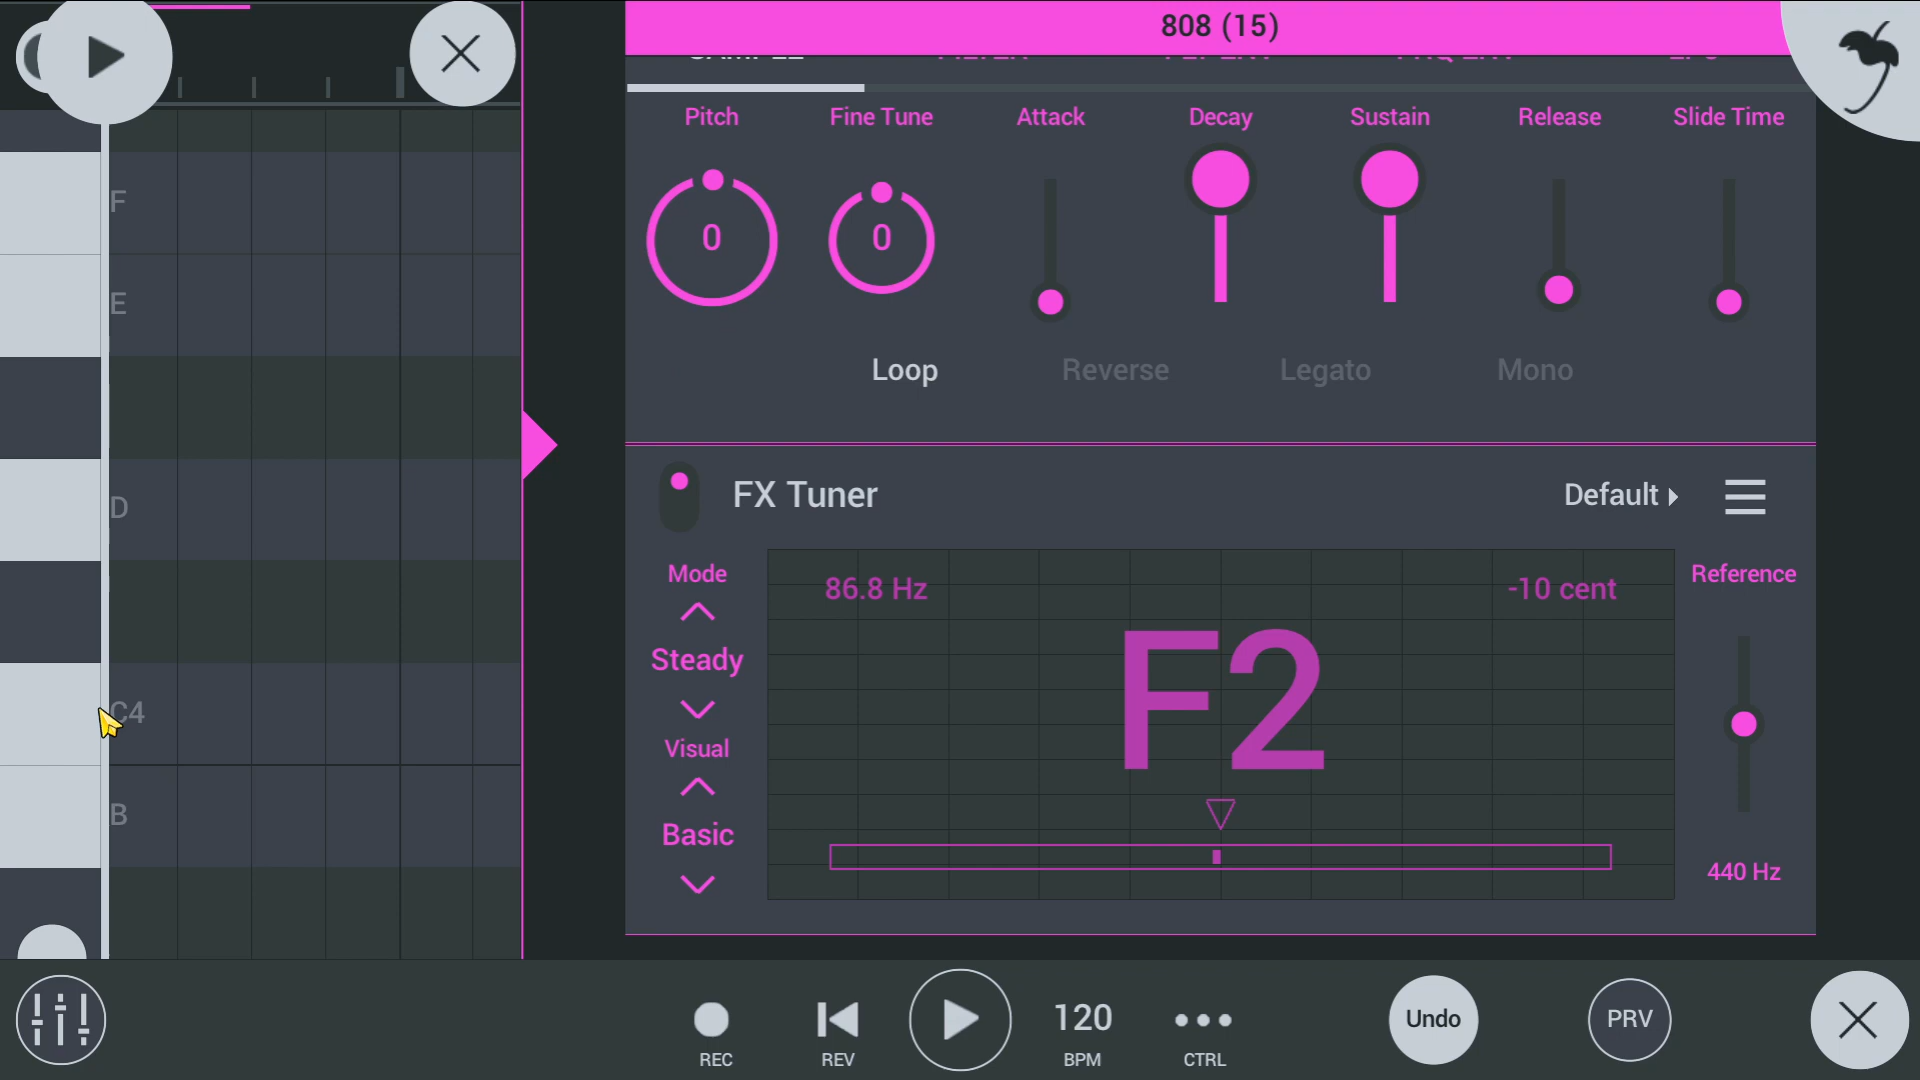 808 (15)
SAMPLE
FILTER
Pitch
Fine Tune
Attack
Decay
Sustain
Release
Slide Time
0
0
Loop
Reverse
Legato
Mono
F
E
D
C4
B
FX Tuner
Default
Mode
Steady
Visual
Basic
86.8 Hz
-10 cent
F2
Reference
440 Hz
REC
REV
120
BPM
CTRL
Undo
PRV